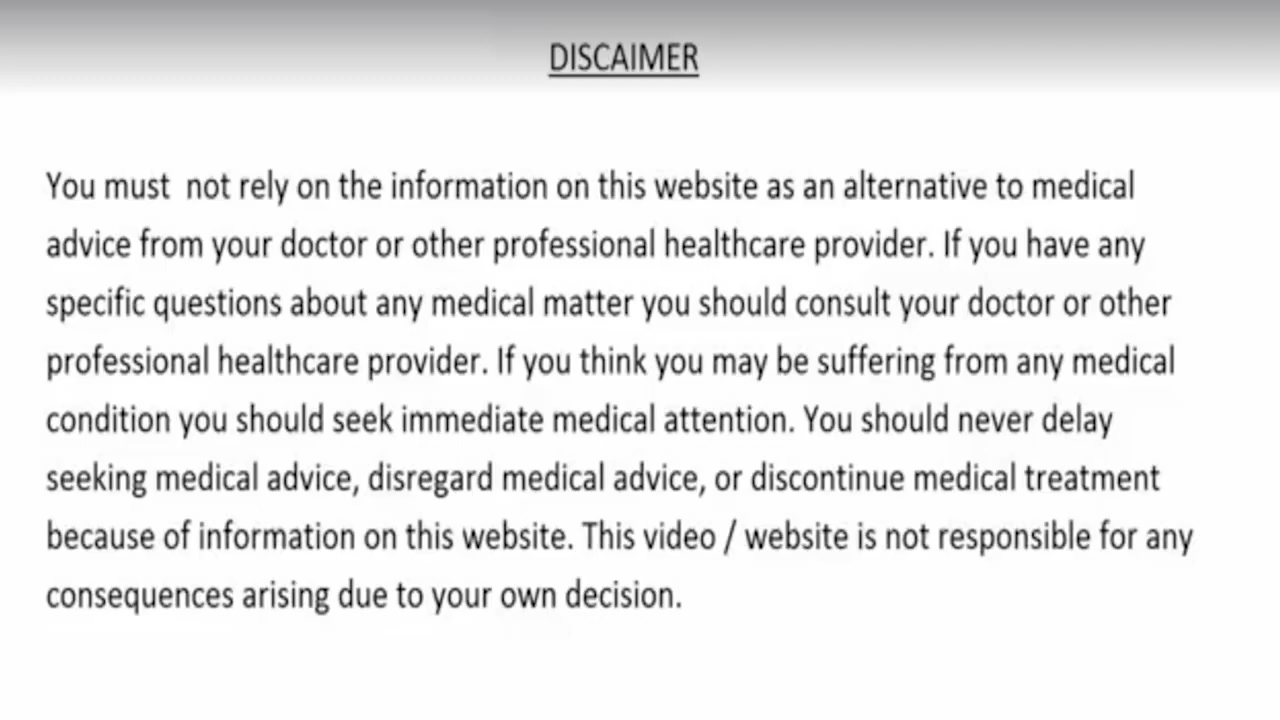 DISCAIMER
You must  not rely on the information on this website as an alternative to medical
advice from your doctor or other professional healthcare provider. If you have any
specific questions about any medical matter you should consult your doctor or other
professional healthcare provider. If you think you may be suffering from any medical
condition you should seek immediate medical attention. You should never delay
seeking medical advice, disregard medical advice, or discontinue medical treatment
because of information on this website. This video / website is not responsible for any
consequences arising due to your own decision.